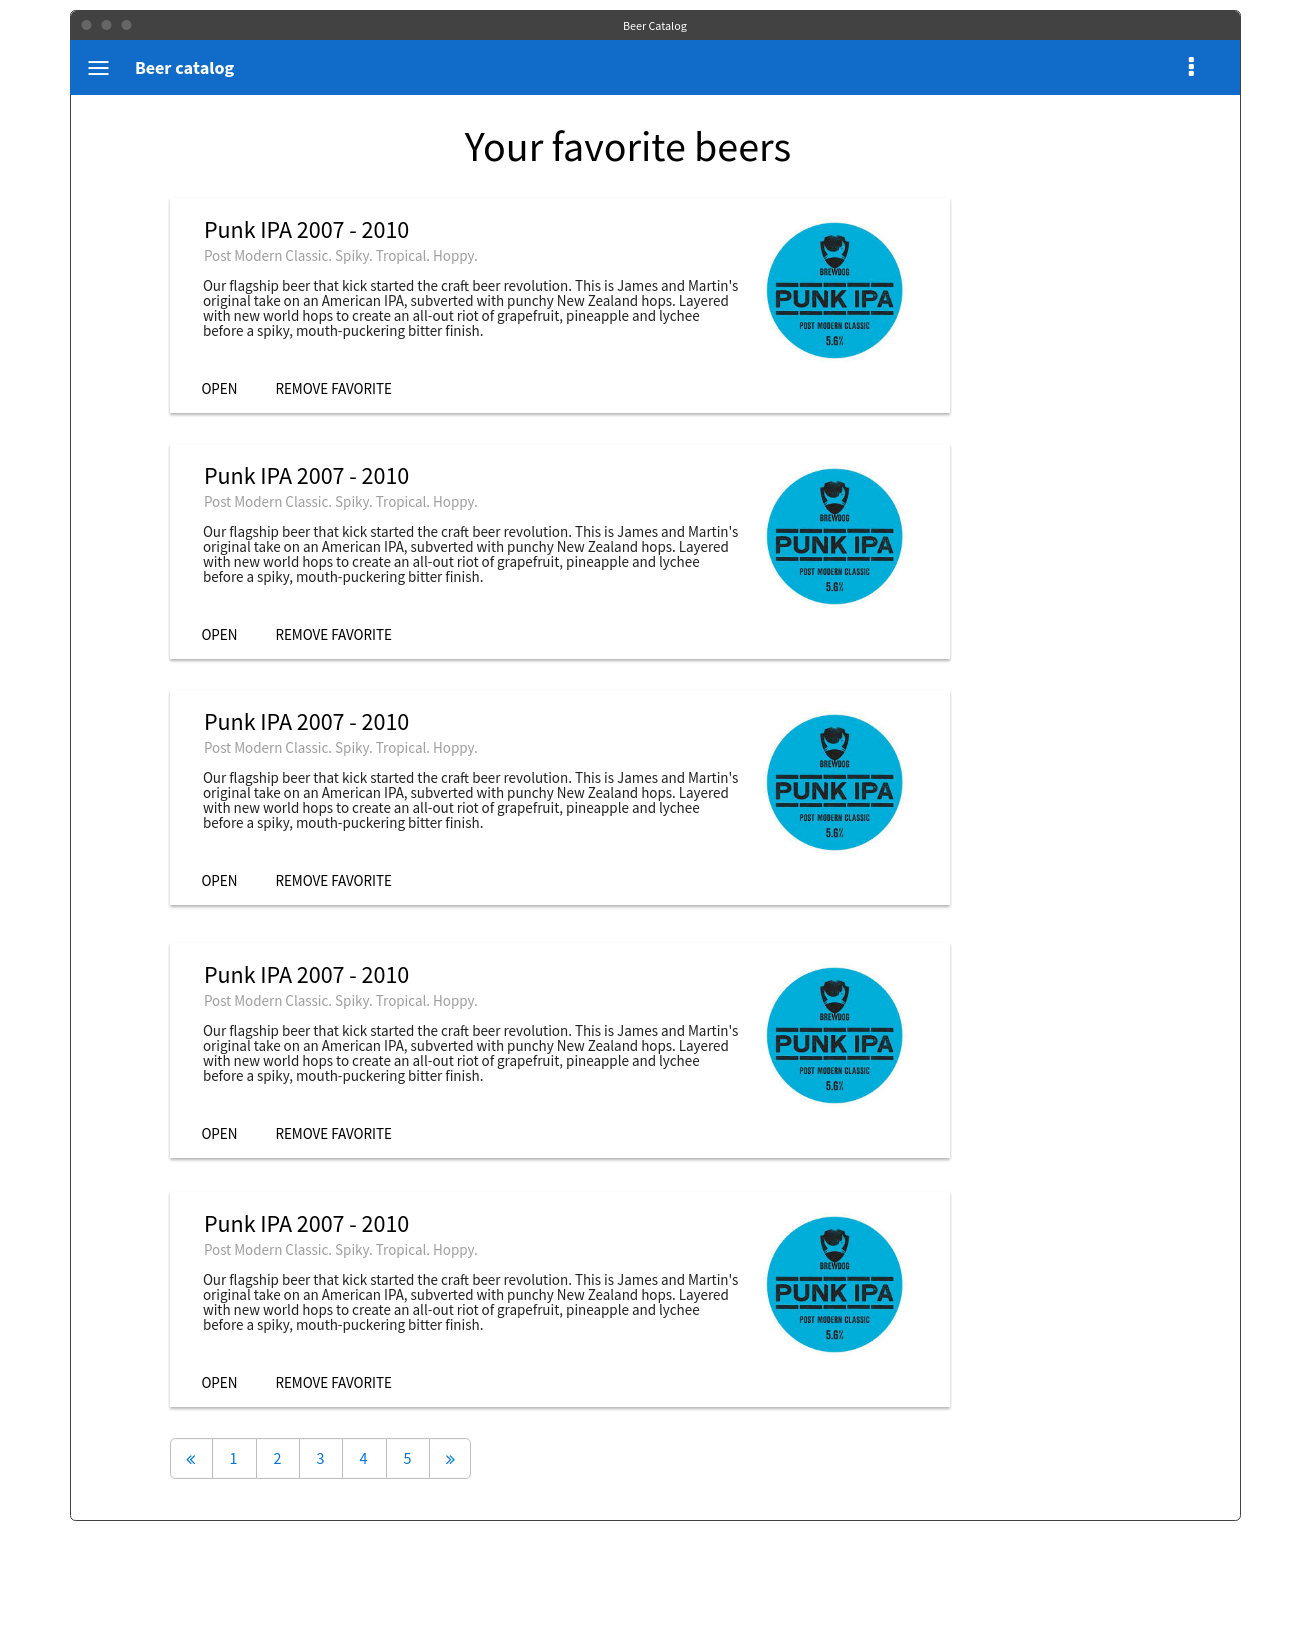 Beer Catalog
Beer catalog
Your favorite beers
Punk IPA 2007 - 2010
Post Modern Classic. Spiky. Tropical. Hoppy.
Our flagship beer that kick started the craft beer revolution. This is James and Martin's
original take on an American IPA, subverted with punchy New Zealand hops. Layered
with new world hops to create an all-out riot of grapefruit, pineapple and lychee
before a spiky, mouth-puckering bitter finish.
BREWDOG
PUNK IPA
POST MODERN CLASSIC
5.6%
OPEN REMOVE FAVORITE
Punk IPA 2007 - 2010
Post Modern Classic. Spiky. Tropical. Hoppy.
Our flagship beer that kick started the craft beer revolution. This is James and Martin's
original take on an American IPA, subverted with punchy New Zealand hops. Layered
with new world hops to create an all-out riot of grapefruit, pineapple and lychee
before a spiky, mouth-puckering bitter finish.
BREWDOG
PUNK IPA
POST MODERN CLASSIC
5.6%
OPEN REMOVE FAVORITE
Punk IPA 2007 - 2010
Post Modern Classic. Spiky. Tropical. Hoppy.
Our flagship beer that kick started the craft beer revolution. This is James and Martin's
original take on an American IPA, subverted with punchy New Zealand hops. Layered
with new world hops to create an all-out riot of grapefruit, pineapple and lychee
before a spiky, mouth-puckering bitter finish.
BREWDOG
PUNK IPA
POST MODERN CLASSIC
5.6%
OPEN REMOVE FAVORITE
Punk IPA 2007 - 2010
Post Modern Classic. Spiky. Tropical. Hoppy.
Our flagship beer that kick started the craft beer revolution. This is James and Martin's
original take on an American IPA, subverted with punchy New Zealand hops. Layered
with new world hops to create an all-out riot of grapefruit, pineapple and lychee
before a spiky, mouth-puckering bitter finish.
BREWDOG
PUNK IPA
POST MODERN CLASSIC
5.6%
OPEN REMOVE FAVORITE
Punk IPA 2007 - 2010
Post Modern Classic. Spiky. Tropical. Hoppy.
Our flagship beer that kick started the craft beer revolution. This is James and Martin's
original take on an American IPA, subverted with punchy New Zealand hops. Layered
with new world hops to create an all-out riot of grapefruit, pineapple and lychee
before a spiky, mouth-puckering bitter finish.
BREWDOG
PUNK IPA
POST MODERN CLASSIC
5.6%
OPEN REMOVE FAVORITE
« 1 2 3 4 5 »